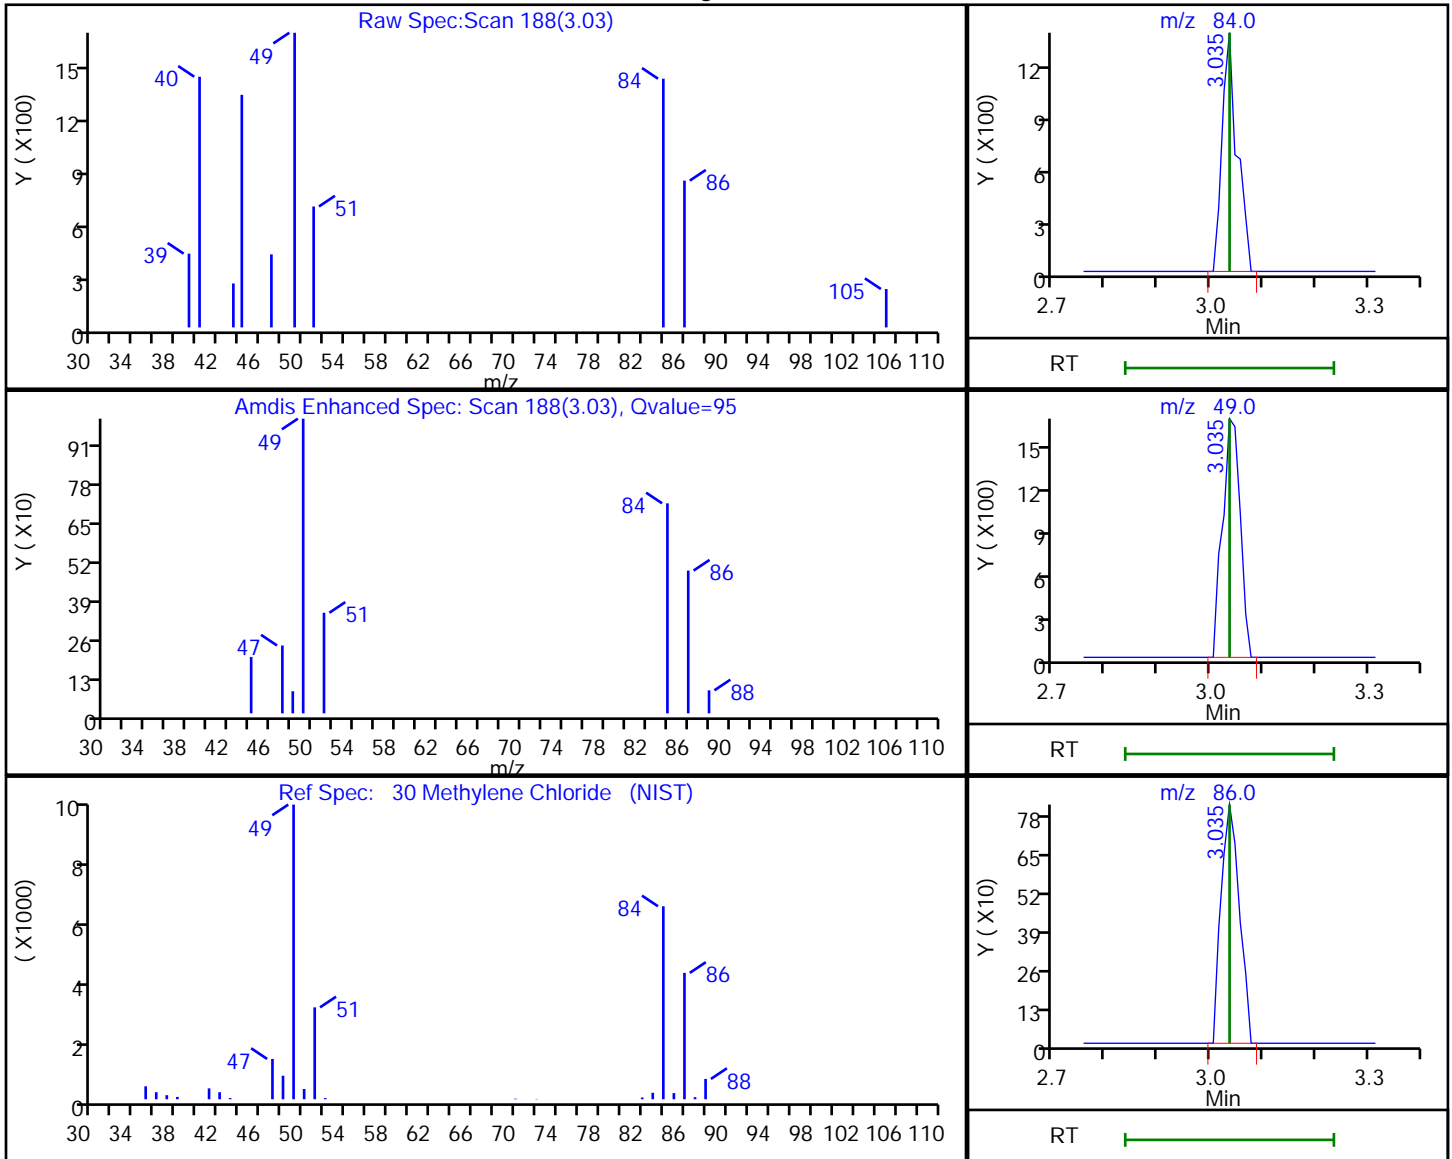 Raw Spec:Scan 188(3.03)
Y ( X100)
15
12
9
6
3
0
40
49
39
51
84
86
105
30 34 38 42 46 50 54 58 62 66 70 74 78 82 86 90 94 98 102 106 110
m/z
m/z 84.0
Y ( X100)
12
9
6
3
0
3.035
2.7 3.0 3.3
Min
RT
Amdis Enhanced Spec: Scan 188(3.03), Qvalue=95
Y ( X10)
91
78
65
52
39
26
13
0
49
47
51
84
86
88
30 34 38 42 46 50 54 58 62 66 70 74 78 82 86 90 94 98 102 106 110
m/z
m/z 49.0
Y ( X100)
15
12
9
6
3
0
3.035
2.7 3.0 3.3
Min
RT
Ref Spec: 30 Methylene Chloride (NIST)
( X1000)
10
8
6
4
2
0
49
47
51
84
86
88
30 34 38 42 46 50 54 58 62 66 70 74 78 82 86 90 94 98 102 106 110
m/z 86.0
Y ( X10)
78
65
52
39
26
13
0
3.035
2.7 3.0 3.3
Min
RT